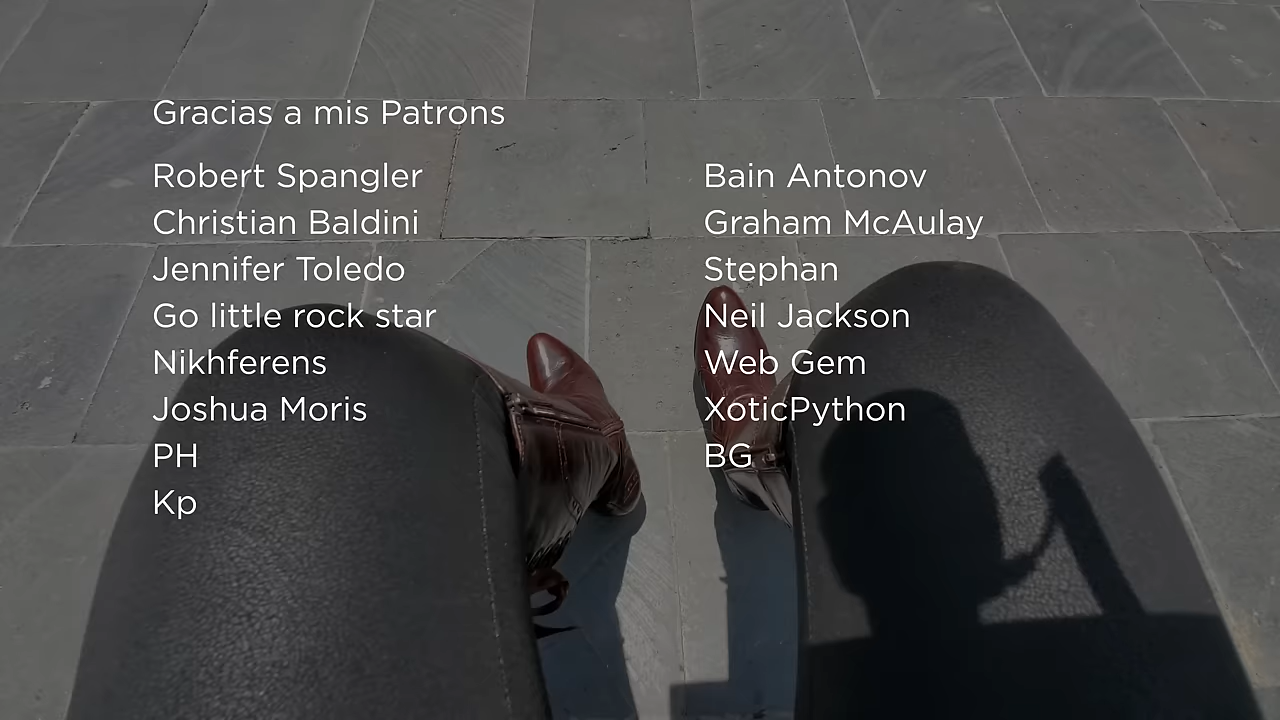 Gracias a mis Patrons
Robert Spangler
Christian Baldini
Jennifer Toledo
Go little rock star
Nikhferens
Joshua Moris
PH
Kp
Bain Antonov
Graham McAulay
Stephan
Neil Jackson
Web Gem
XoticPython
BG